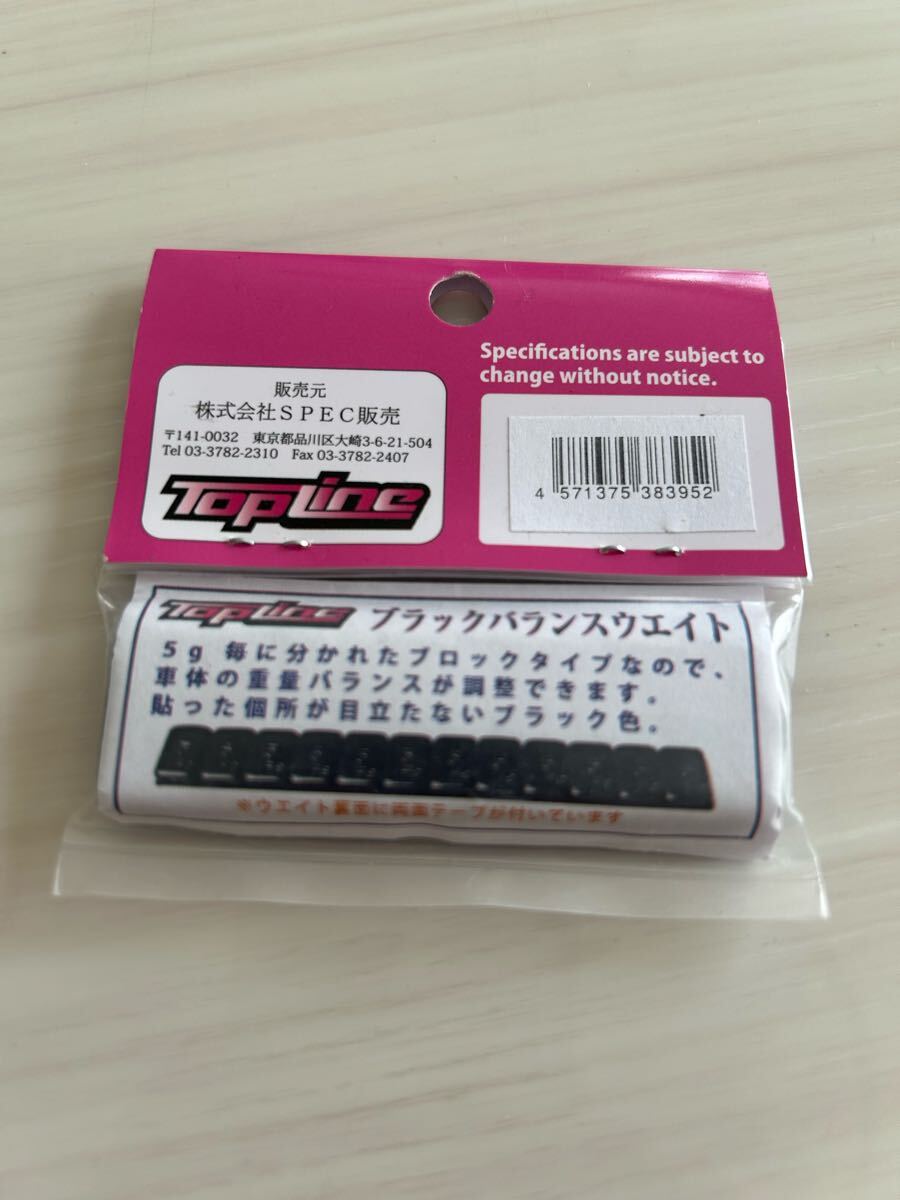 販売元
株式会社SPEC販売
〒141-0032 東京都品川区大崎3-6-21-504
Tel 03-3782-2310 Fax 03-3782-2407
TopLine
Specifications are subject to
change without notice.
4 571375 383952
TopLine ブラックバランスウエイト
5g 毎に分かれたブロックタイプなので、
車体の重量バランスが調整できます。
貼った個所が目立たないブラック色。
※ウエイト裏面に両面テープが付いています